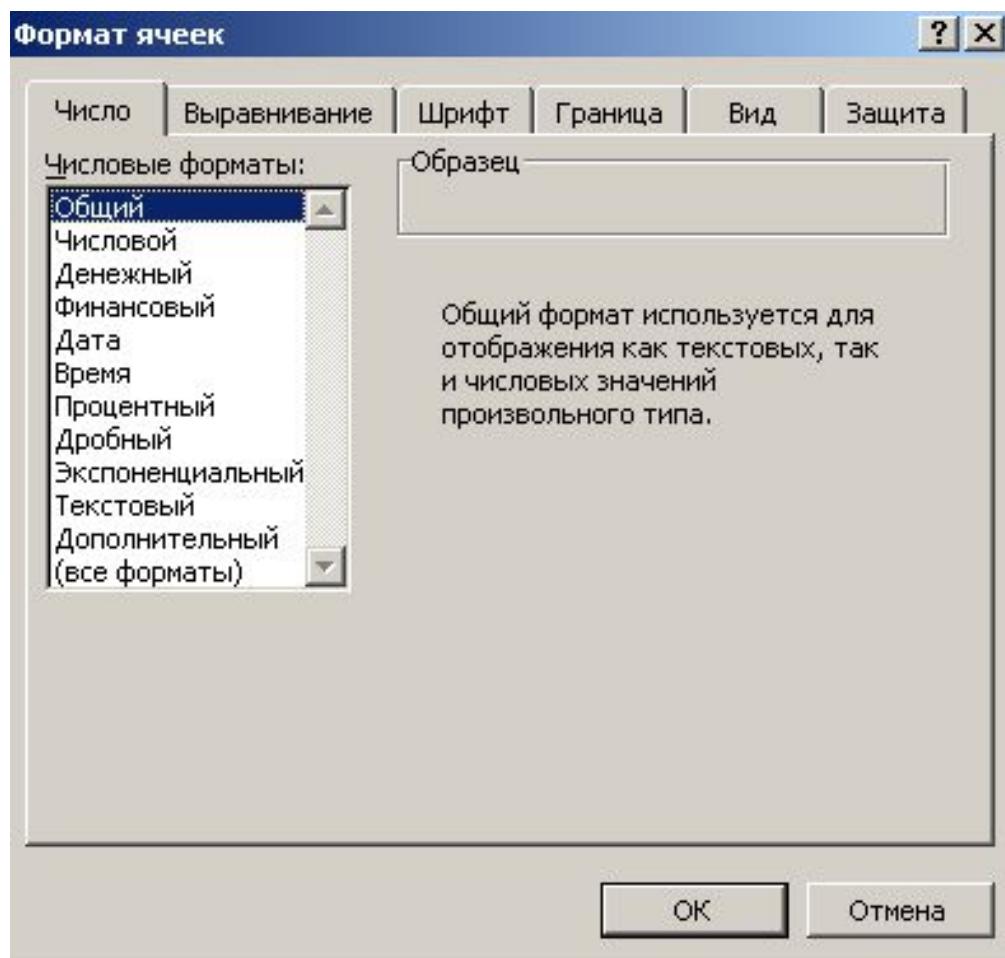 Формат ячеек
Число Выравнивание Шрифт Граница Вид Защита
Числовые форматы:
Образец
Общий
Числовой
Денежный
Финансовый
Дата
Время
Процентный
Дробный
Экспоненциальный
Текстовый
Дополнительный
(все форматы)
Общий формат используется для
отображения как текстовых, так
и числовых значений
произвольного типа.
ОК Отмена